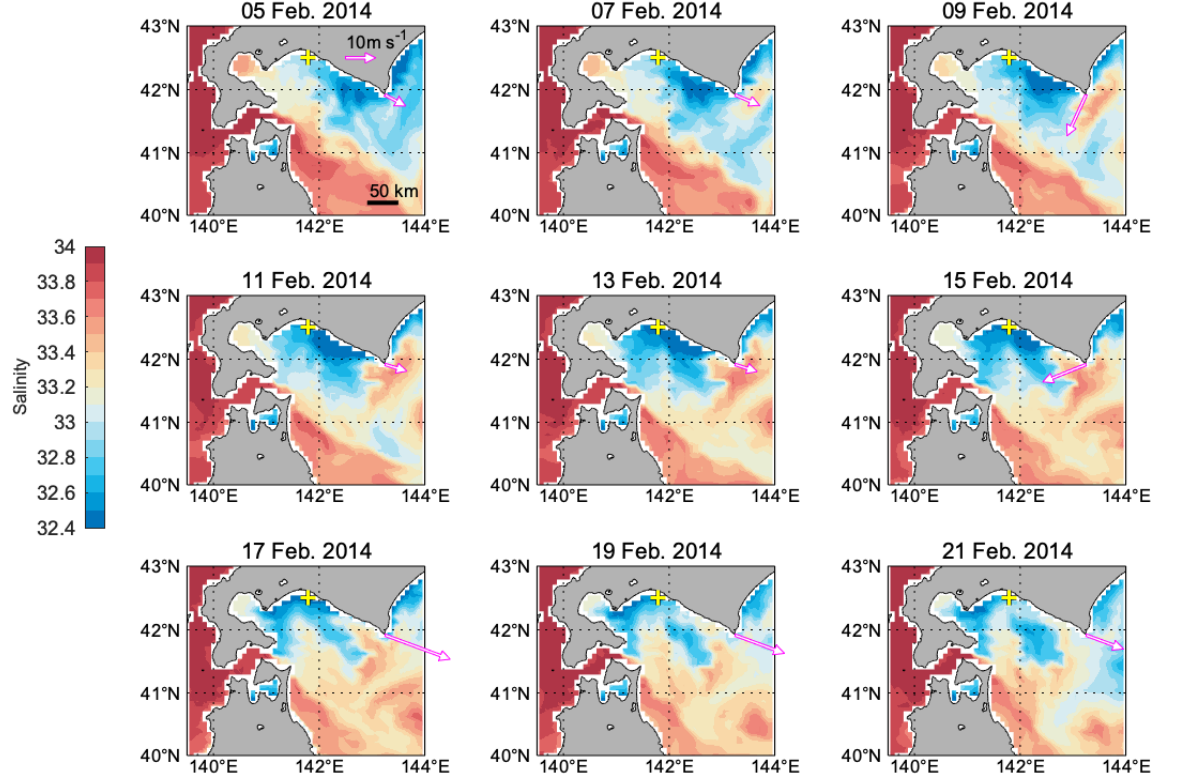 05 Feb. 2014
07 Feb. 2014
09 Feb. 2014
43°N
42°N
41°N
40°N
10m s⁻¹
50 km
140°E
142°E
144°E
43°N
42°N
41°N
40°N
140°E
142°E
144°E
43°N
42°N
41°N
40°N
140°E
142°E
144°E
Salinity
34
33.8
33.6
33.4
33.2
33
32.8
32.6
32.4
11 Feb. 2014
13 Feb. 2014
15 Feb. 2014
43°N
42°N
41°N
40°N
140°E
142°E
144°E
43°N
42°N
41°N
40°N
140°E
142°E
144°E
43°N
42°N
41°N
40°N
140°E
142°E
144°E
17 Feb. 2014
19 Feb. 2014
21 Feb. 2014
43°N
42°N
41°N
40°N
140°E
142°E
144°E
43°N
42°N
41°N
40°N
140°E
142°E
144°E
43°N
42°N
41°N
40°N
140°E
142°E
144°E